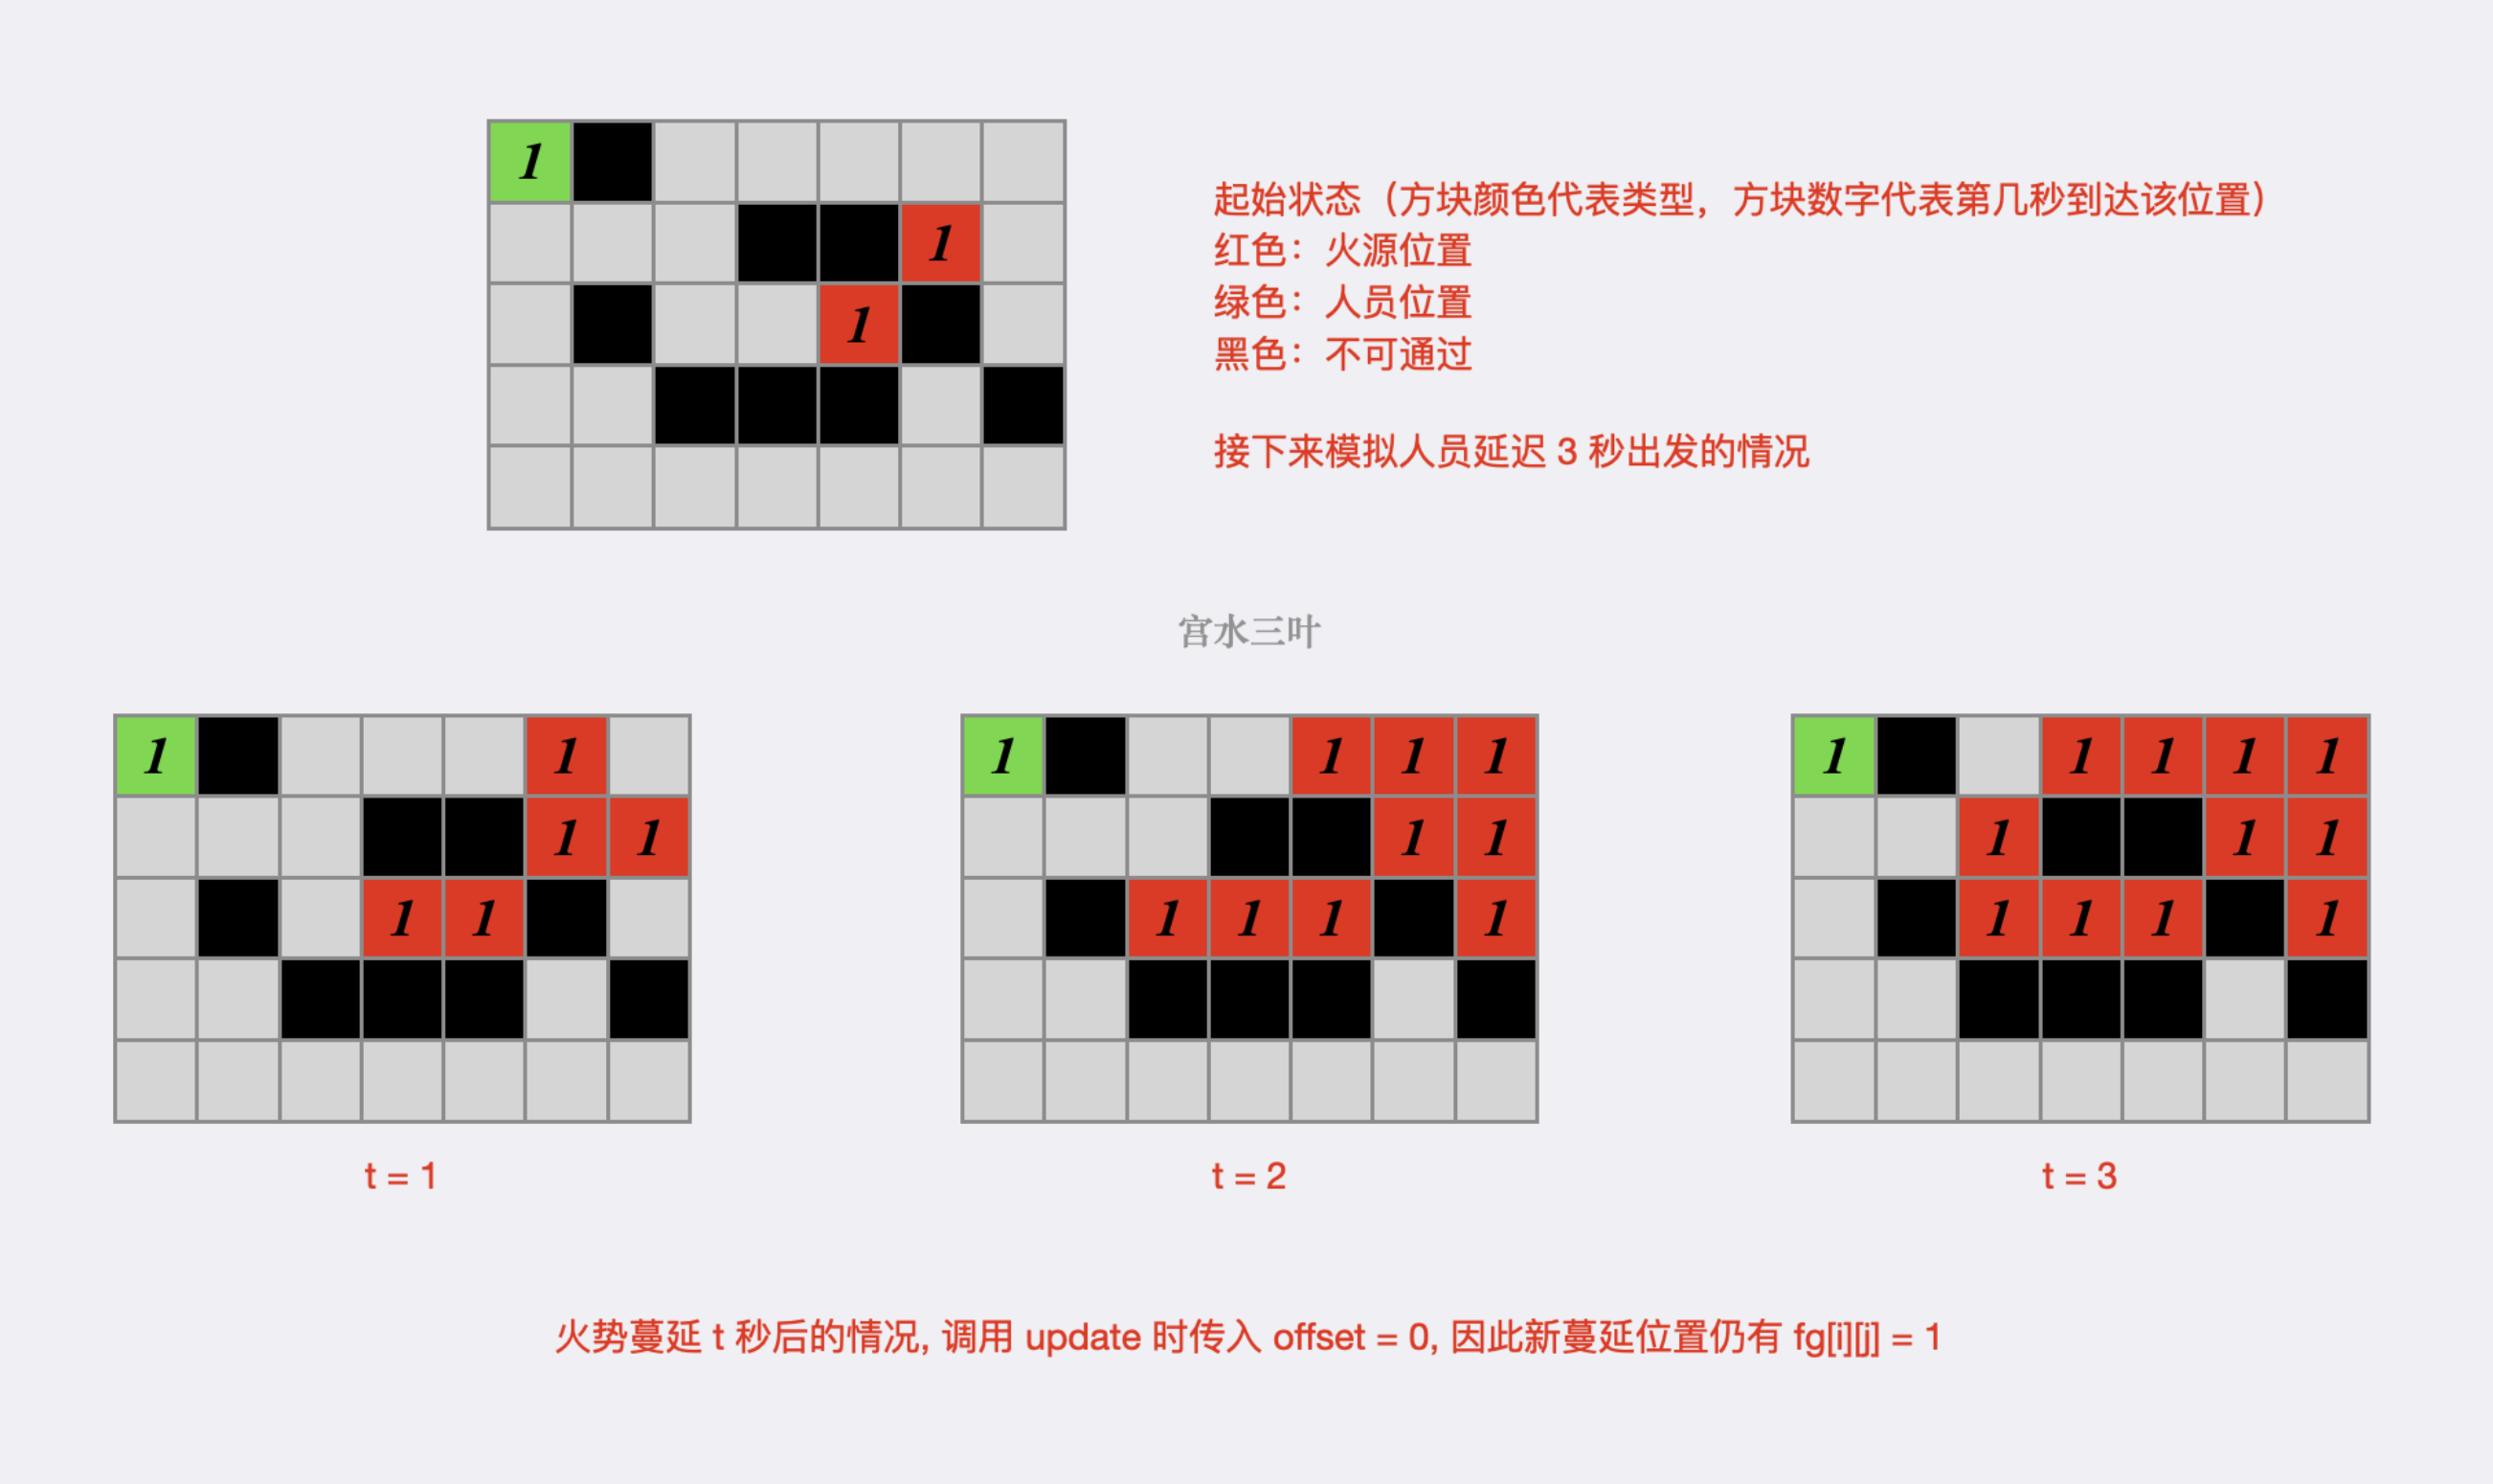 1
起始状态（方块颜色代表类型，方块数字代表第几秒到达该位置）
1
红色：火源位置
绿色：人员位置
1
黑色：不可通过
接下来模拟人员延迟 3 秒出发的情况
宫水三叶
1 1
1 1
1 1
t = 1
1 1 1 1
1 1
1 1 1 1
t = 2
1 1 1 1 1
1 1 1
1 1 1 1
t = 3
火势蔓延 t 秒后的情况, 调用 update 时传入 offset = 0, 因此新蔓延位置仍有 fg[i][j] = 1